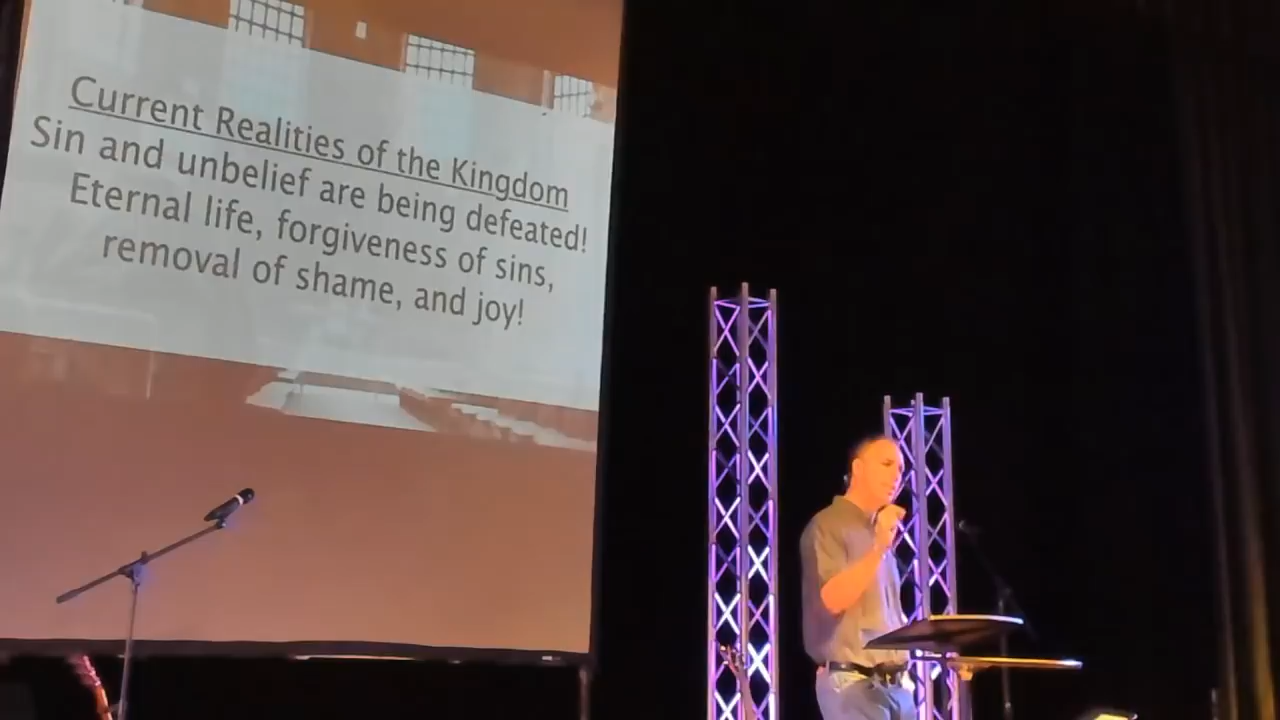 Current Realities of the Kingdom
Sin and unbelief are being defeated!
Eternal life, forgiveness of sins,
removal of shame, and joy!